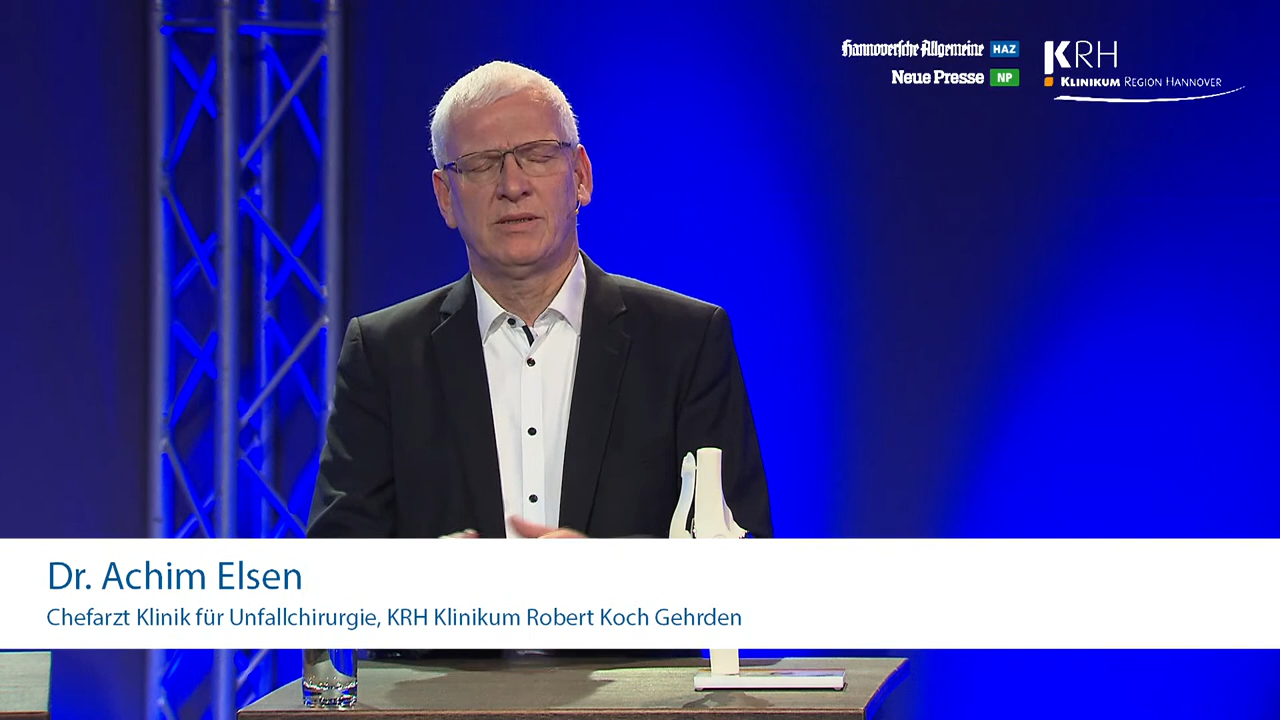 Hannoversche Allgemeine HAZ
Neue Presse NP
KRH
KLINIKUM REGION HANNOVER
Dr. Achim Elsen
Chefarzt Klinik für Unfallchirurgie, KRH Klinikum Robert Koch Gehrden